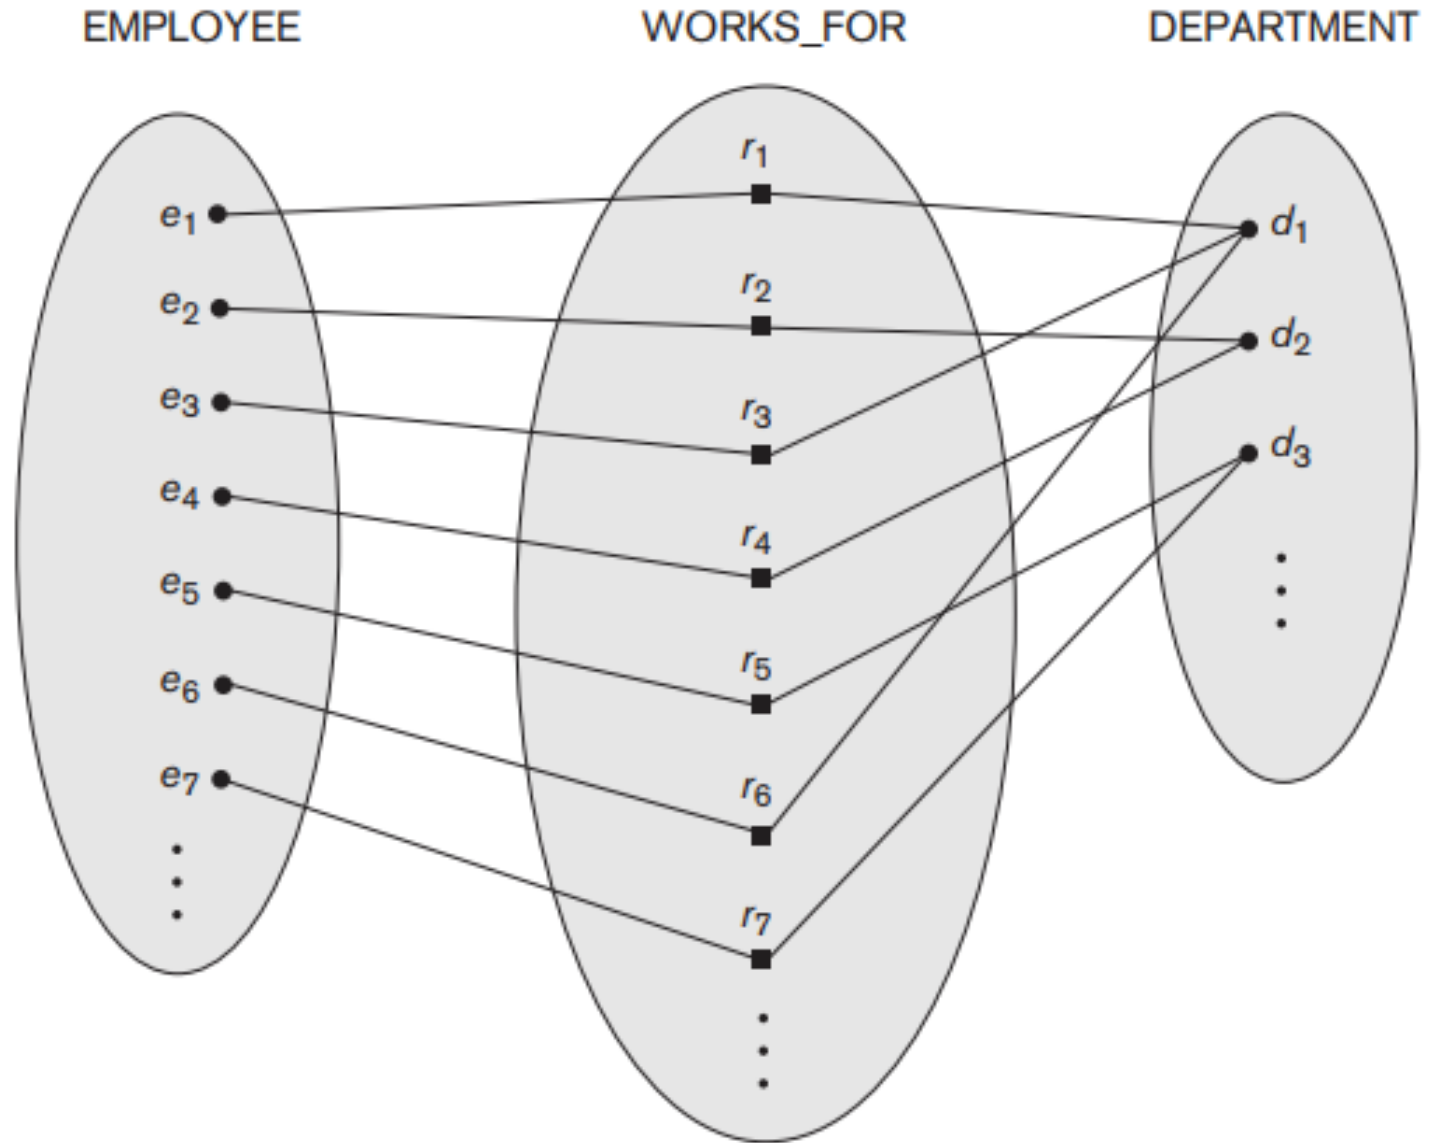 EMPLOYEE WORKS_FOR DEPARTMENT
r1
e1 d1
r2
e2 d2
e3 r3
d3
e4 r4
e5 r5
e6
e7 r6
r7